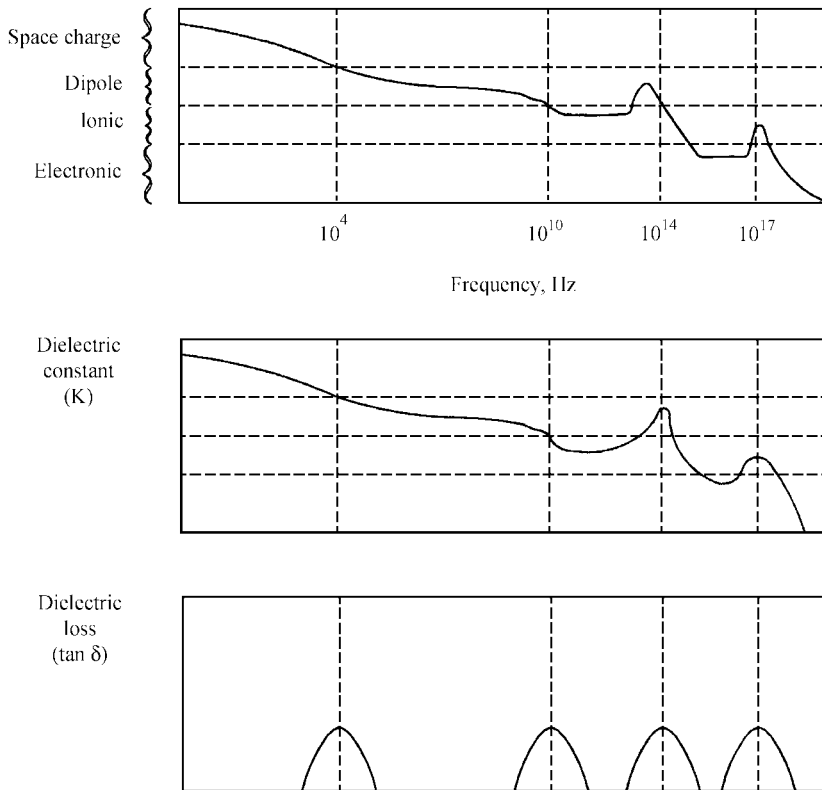 Space charge
Dipole
Ionic
Electronic
10^4 10^10 10^14 10^17
Frequency, Hz
Dielectric
constant
(K)
Dielectric
loss
(tan δ)